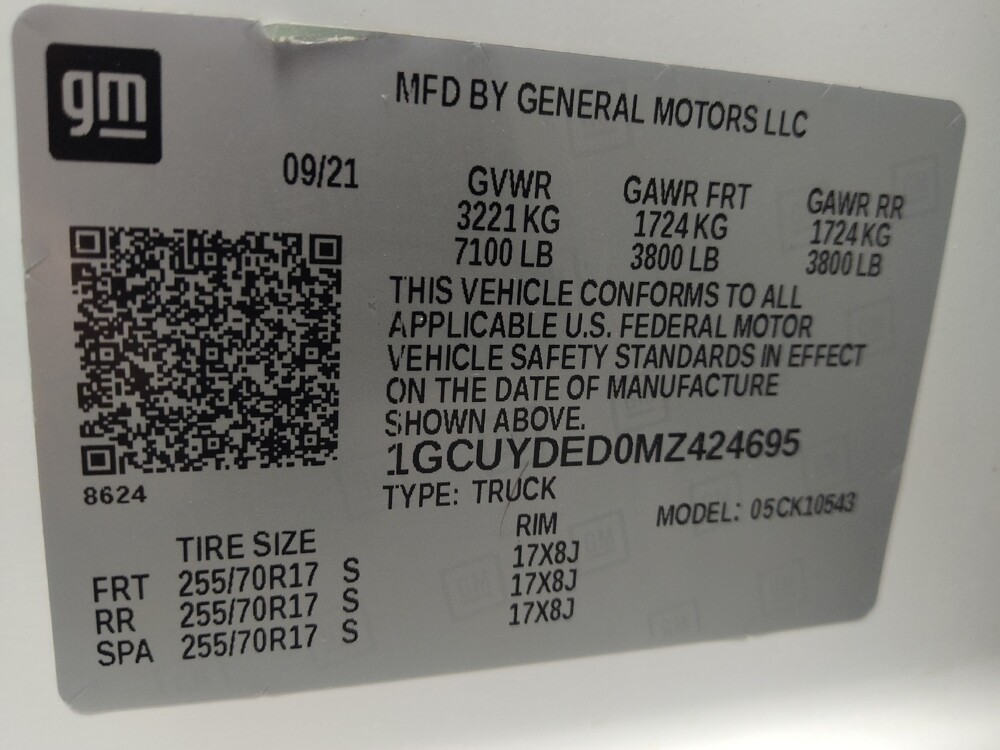 gm
MFD BY GENERAL MOTORS LLC
09/21
GVWR GAWR FRT GAWR RR
3221 KG 1724 KG 1724 KG
7100 LB 3800 LB 3800 LB
THIS VEHICLE CONFORMS TO ALL
APPLICABLE U.S. FEDERAL MOTOR
VEHICLE SAFETY STANDARDS IN EFFECT
ON THE DATE OF MANUFACTURE
SHOWN ABOVE.
1GCUYDED0MZ424695
8624
TYPE: TRUCK MODEL: 05CK10543
TIRE SIZE RIM
FRT 255/70R17 S 17X8J
RR 255/70R17 S 17X8J
SPA 255/70R17 S 17X8J